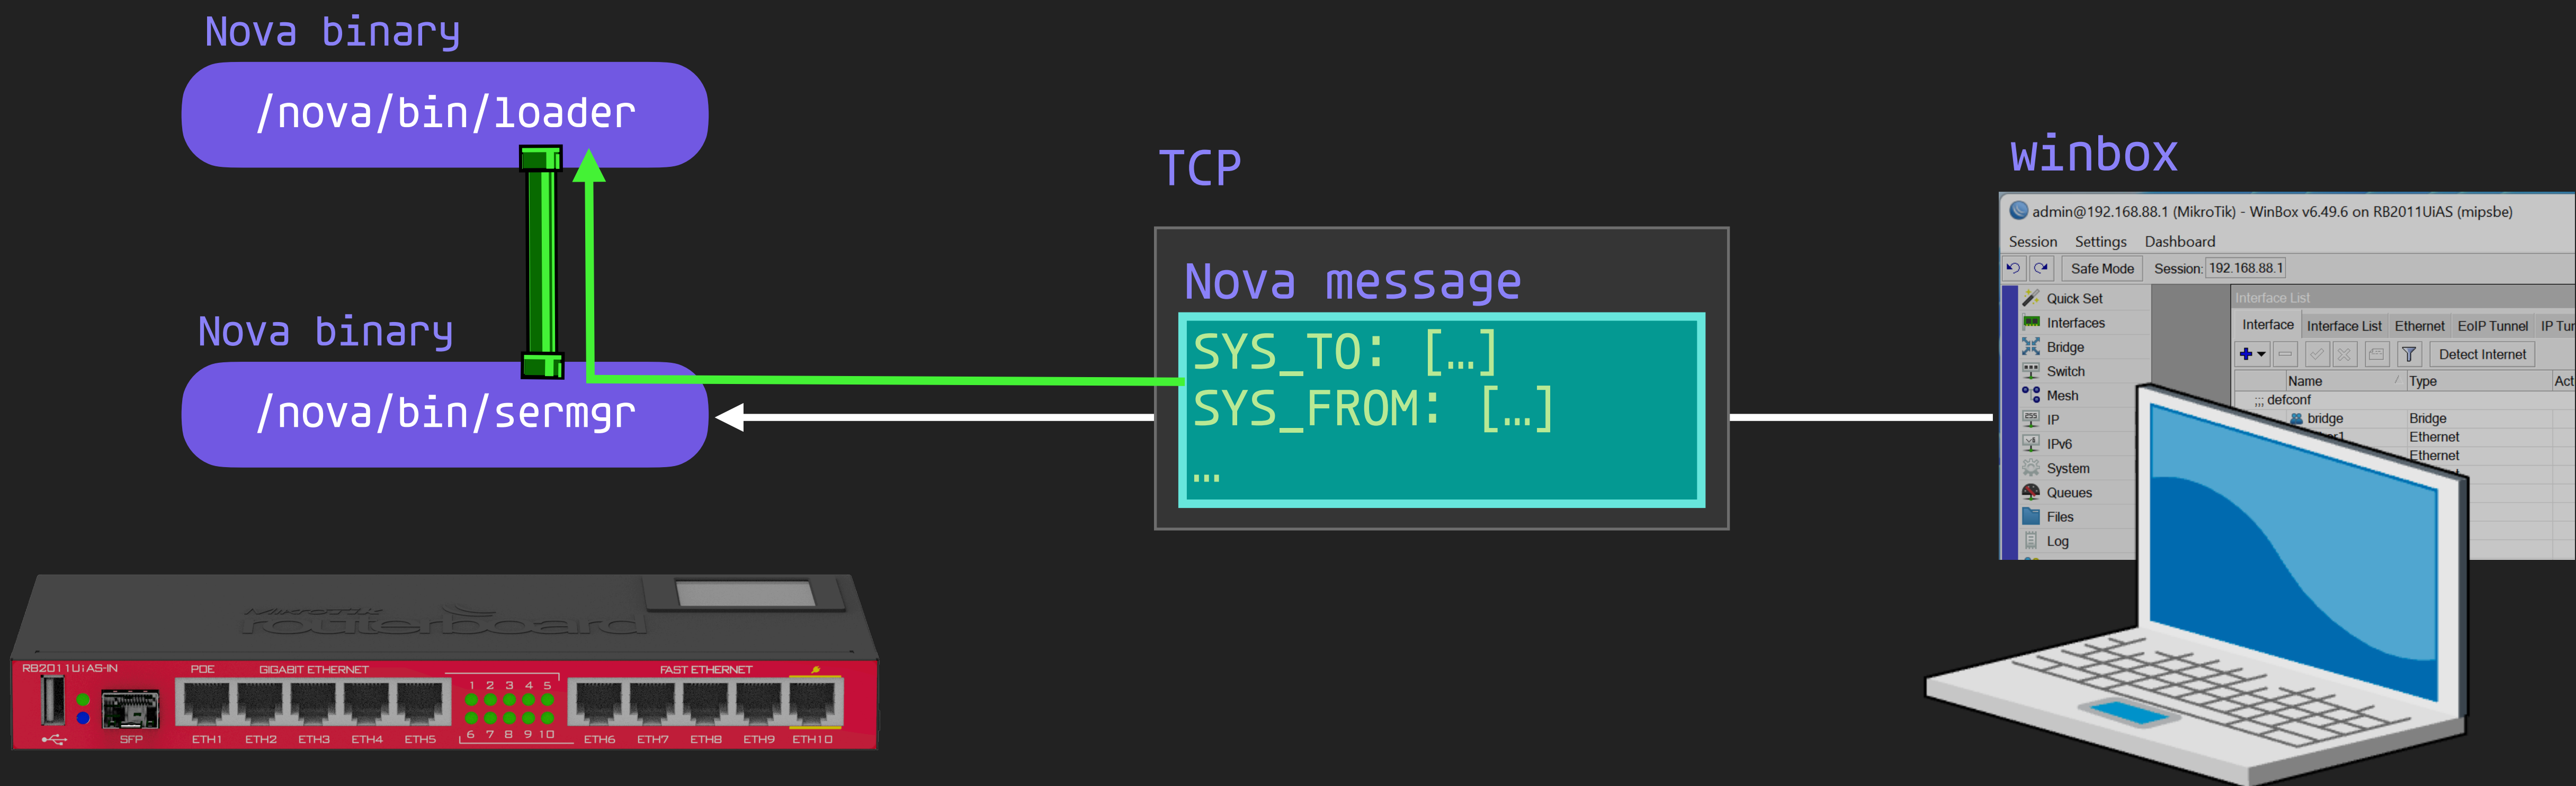 Nova binary
/nova/bin/loader
Nova binary
/nova/bin/sermgr
TCP
Nova message
SYS_TO: […]
SYS_FROM: […]
…
winbox
admin@192.168.88.1 (MikroTik) - WinBox v6.49.6 on RB2011UiAS (mipsbe)
Session Settings Dashboard
Safe Mode Session: 192.168.88.1
Quick Set
Interfaces
Bridge
Switch
Mesh
IP
IPv6
System
Queues
Files
Log
Interface List
Interface Interface List Ethernet EoIP Tunnel IP Tun
Detect Internet
Name Type Act
;;; defconf
bridge Bridge
Ethernet
Ethernet
MikroTik
routerboard
RB2011UiAS-IN POE GIGABIT ETHERNET FAST ETHERNET
1 2 3 4 5
6 7 8 9 10
SFP ETH1 ETH2 ETH3 ETH4 ETH5 ETH6 ETH7 ETH8 ETH9 ETH10